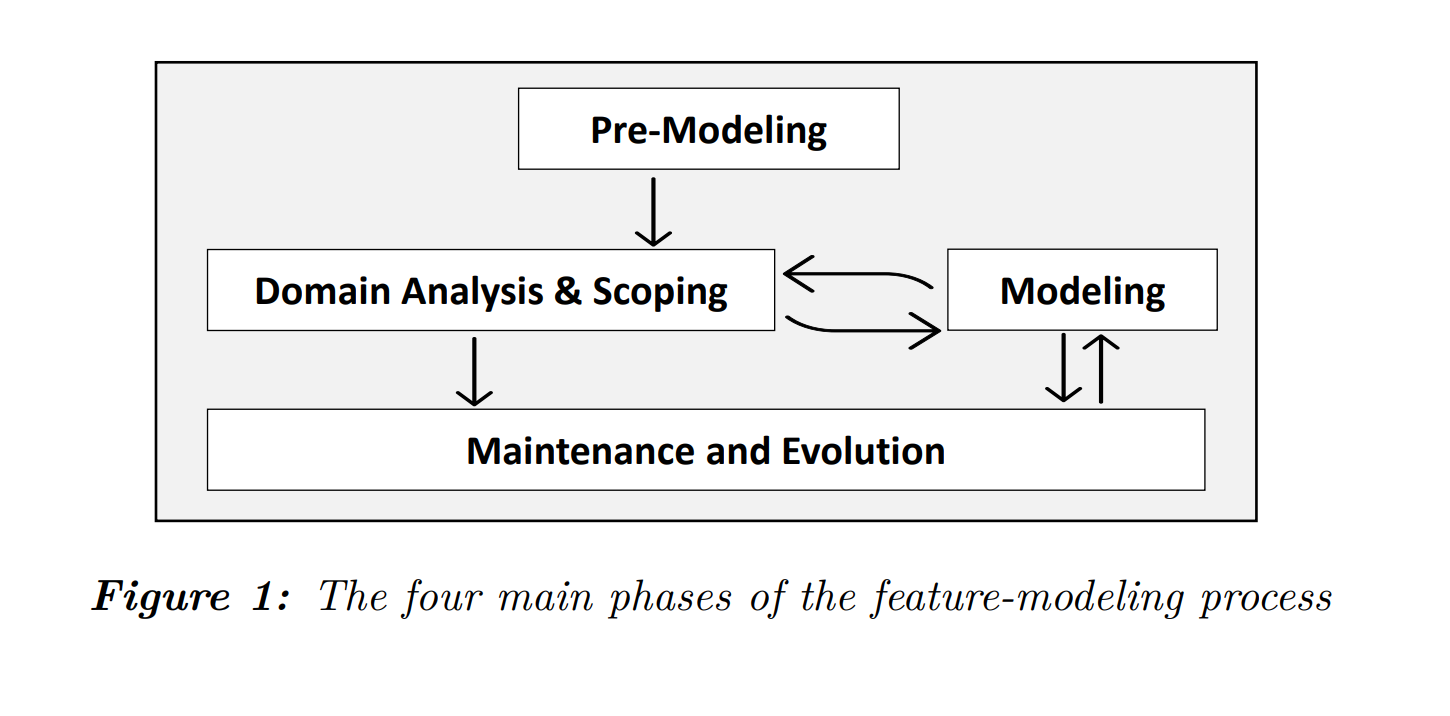 Pre-Modeling
Domain Analysis & Scoping
Modeling
Maintenance and Evolution
Figure 1: The four main phases of the feature-modeling process